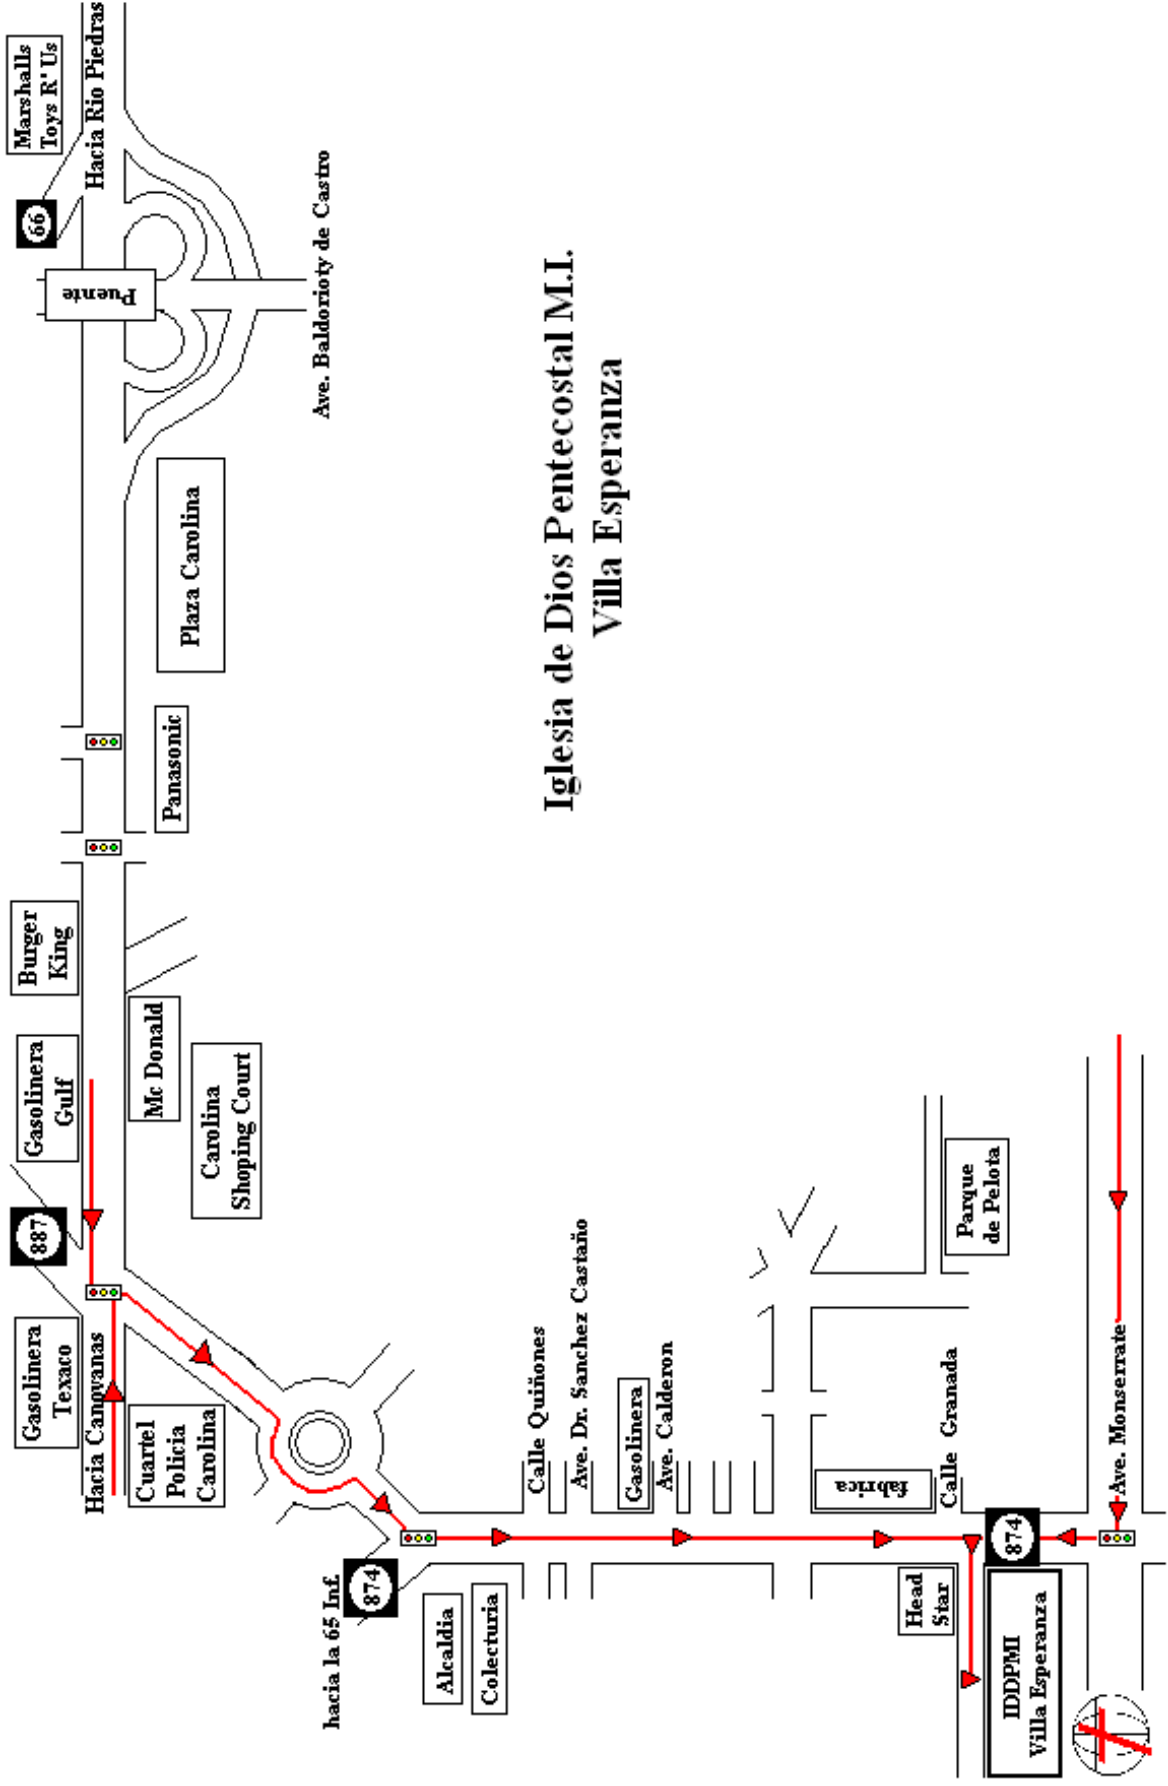 Marshalls
Toys R' Us
66
Hacia Rio Piedras
Puente
Ave. Baldorioty de Castro
Plaza Carolina
Panasonic
Burger
King
Gasolinera
Gulf
Mc Donald
Carolina
Shoping Court
887
Gasolinera
Texaco
Hacia Canovanas
Cuartel
Policia
Carolina
Iglesia de Dios Pentecostal M.I.
Villa Esperanza
hacia la 65 Inf.
874
Alcaldia
Colecturia
Calle Quiñones
Ave. Dr. Sanchez Castaño
Gasolinera
Ave. Calderon
fabrica
Calle Granada
Parque
de Pelota
Head
Star
874
IDDPMI
Villa Esperanza
Ave. Monserrate